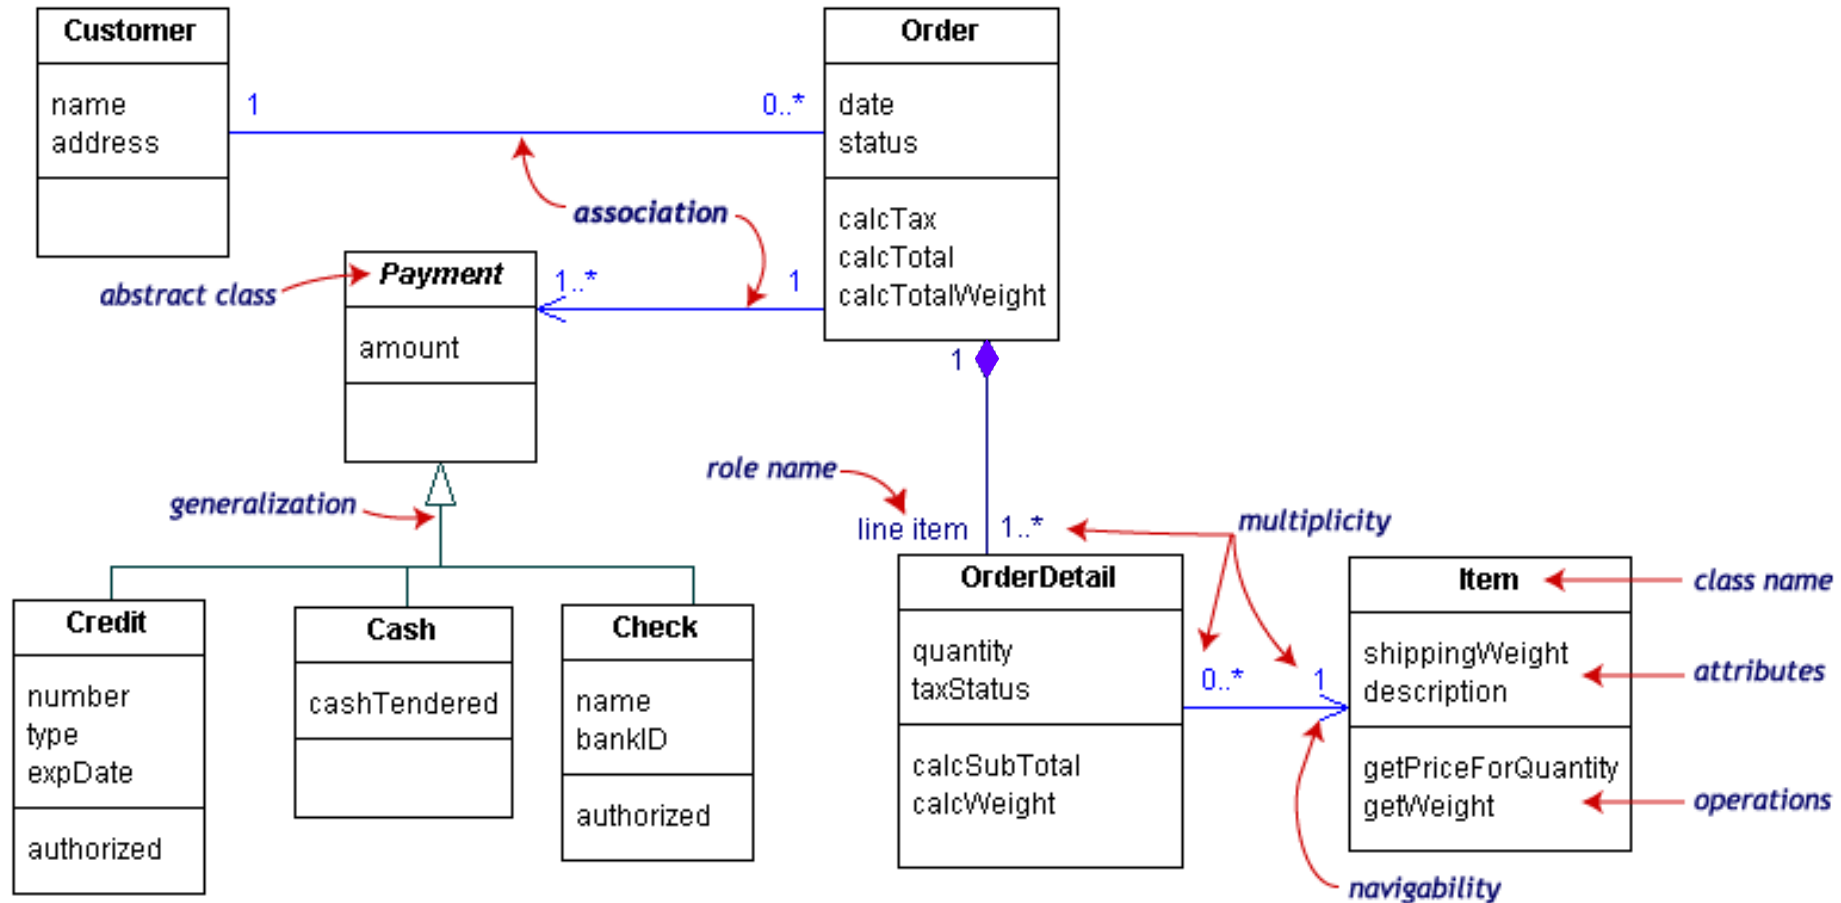 Customer
name
address
1
0..*
Order
date
status
calcTax
calcTotal
calcTotalWeight
association
abstract class
Payment
amount
1..*
1
1
generalization
role name
line item
1..*
multiplicity
Credit
number
type
expDate
authorized
Cash
cashTendered
Check
name
bankID
authorized
OrderDetail
quantity
taxStatus
calcSubTotal
calcWeight
0..*
1
Item
shippingWeight
description
getPriceForQuantity
getWeight
class name
attributes
operations
navigability